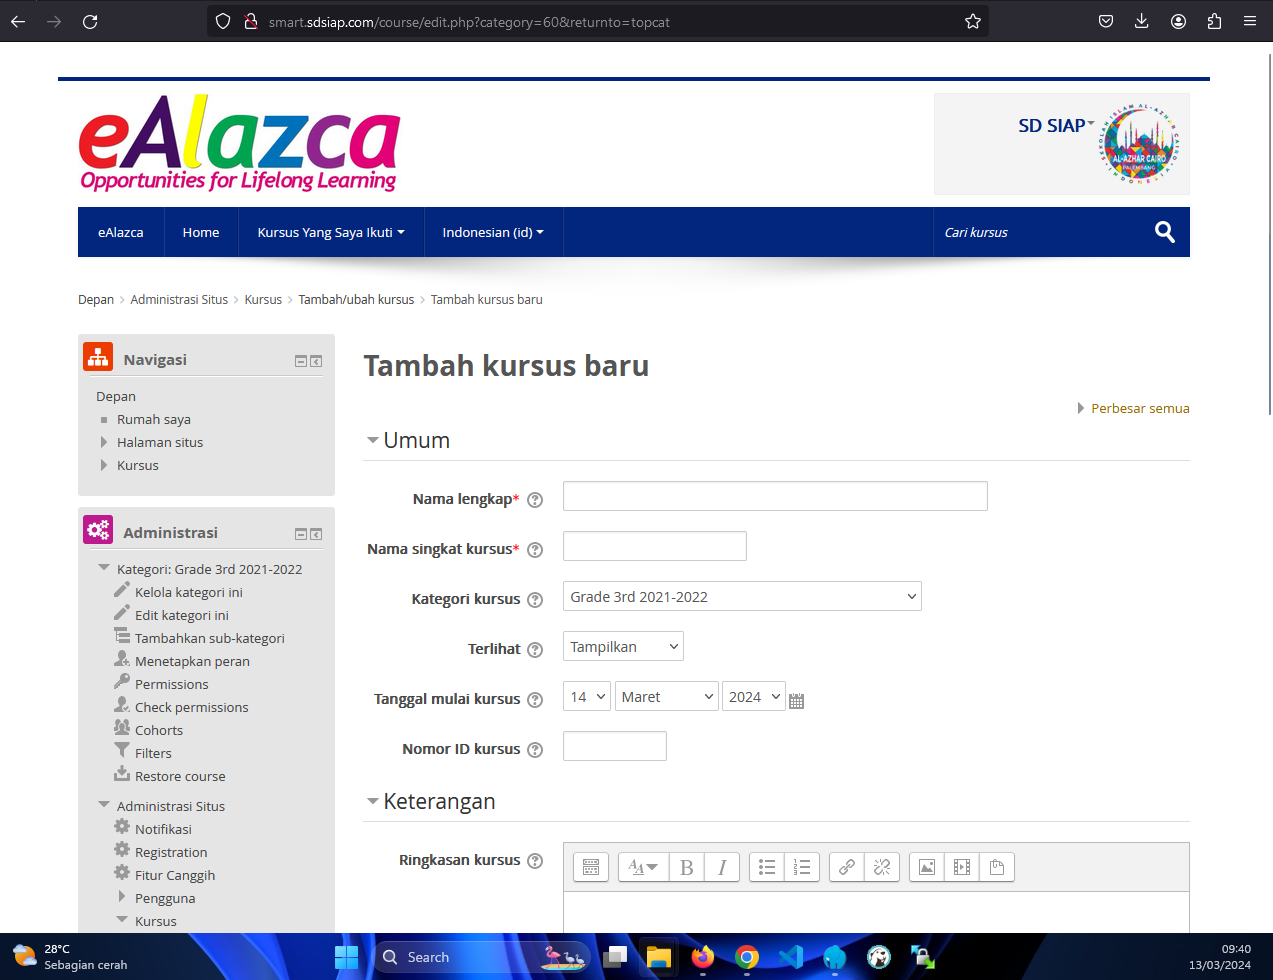 smart.sdsiap.com/course/edit.php?category=60&returnto=topcat
eAlazca
Opportunities for Lifelong Learning
SD SIAP
AL-AZHAR CAIRO
PALEMBANG
eAlazca
Home
Kursus Yang Saya Ikuti
Indonesian (id)
Cari kursus
Depan
Administrasi Situs
Kursus
Tambah/ubah kursus
Tambah kursus baru
Navigasi
Depan
Rumah saya
Halaman situs
Kursus
Administrasi
Kategori: Grade 3rd 2021-2022
Kelola kategori ini
Edit kategori ini
Tambahkan sub-kategori
Menetapkan peran
Permissions
Check permissions
Cohorts
Filters
Restore course
Administrasi Situs
Notifikasi
Registration
Fitur Canggih
Pengguna
Kursus
Tambah kursus baru
Perbesar semua
Umum
Nama lengkap*
Nama singkat kursus*
Kategori kursus
Grade 3rd 2021-2022
Terlihat
Tampilkan
Tanggal mulai kursus
14
Maret
2024
Nomor ID kursus
Keterangan
Ringkasan kursus
B
I
28°C
Sebagian cerah
Search
09:40
13/03/2024